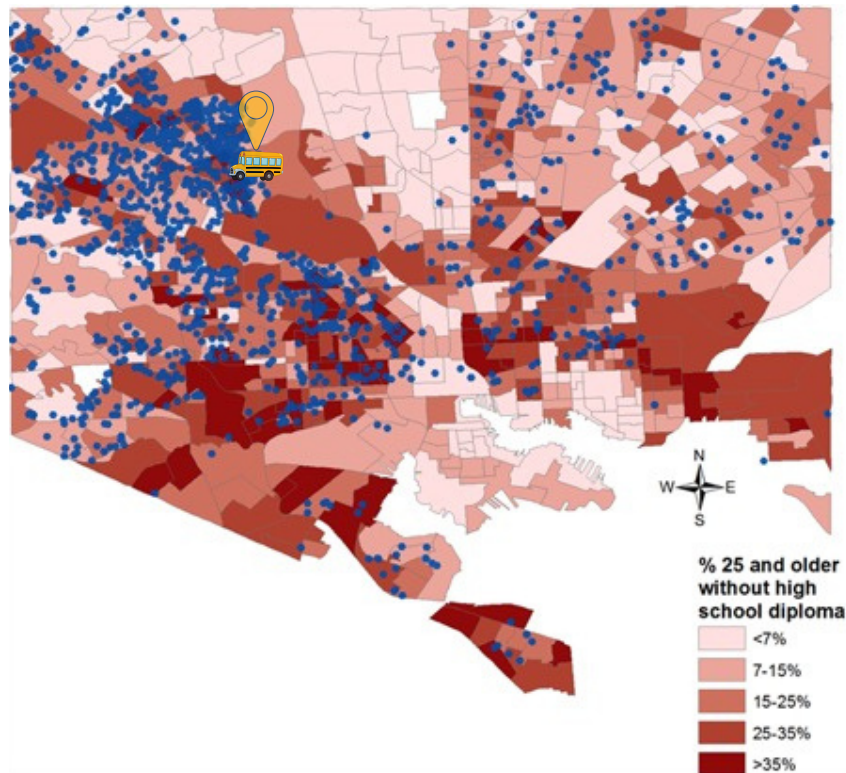 N
W E
S
% 25 and older
without high
school diploma
<7%
7-15%
15-25%
25-35%
>35%